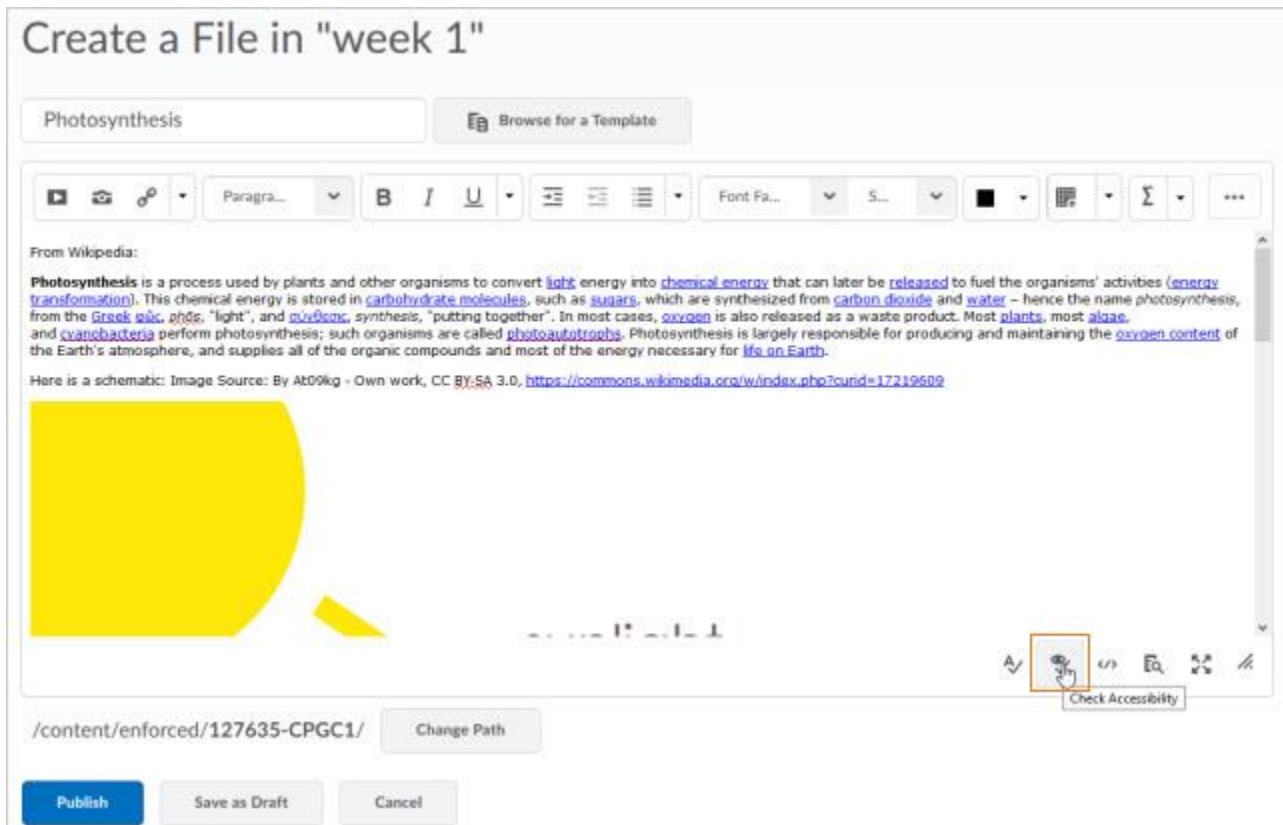 Create a File in "week 1"
Photosynthesis
Browse for a Template
Paragra...
B I U
Font Fa...
S...
Σ
From Wikipedia:
Photosynthesis is a process used by plants and other organisms to convert light energy into chemical energy that can later be released to fuel the organisms' activities (energy
transformation). This chemical energy is stored in carbohydrate molecules, such as sugars, which are synthesized from carbon dioxide and water – hence the name photosynthesis,
from the Greek φῶς, phōs, "light", and σύνθεσις, synthesis, "putting together". In most cases, oxygen is also released as a waste product. Most plants, most algae,
and cyanobacteria perform photosynthesis; such organisms are called photoautotrophs. Photosynthesis is largely responsible for producing and maintaining the oxygen content of
the Earth's atmosphere, and supplies all of the organic compounds and most of the energy necessary for life on Earth.
Here is a schematic: Image Source: By At09kg - Own work, CC BY-SA 3.0, https://commons.wikimedia.org/w/index.php?curid=17219609
Check Accessibility
/content/enforced/127635-CPGC1/
Change Path
Publish
Save as Draft
Cancel